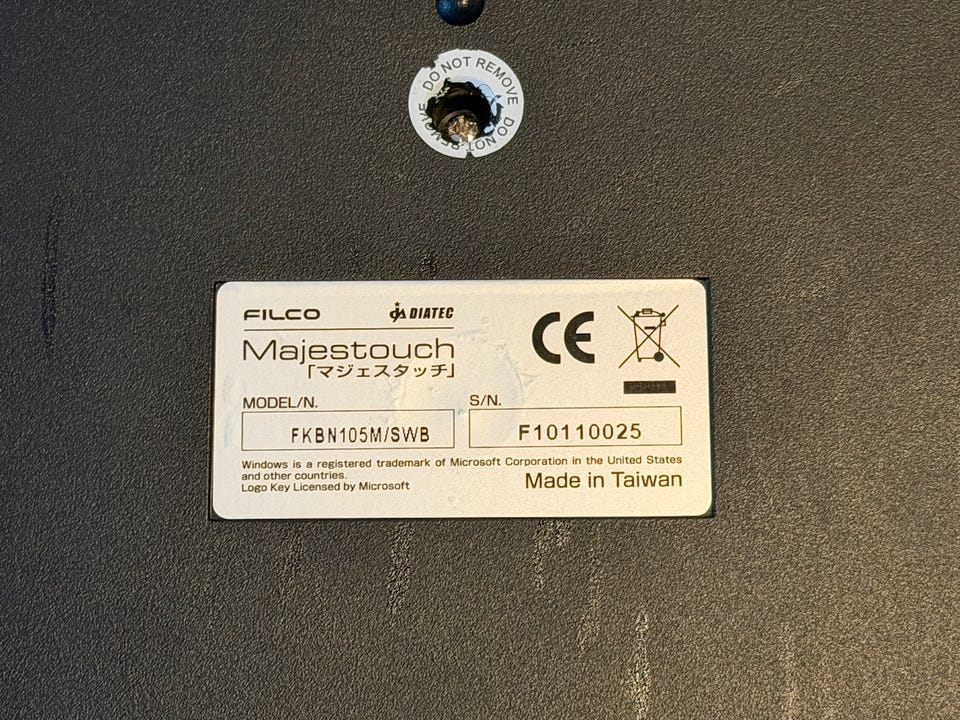 DO NOT REMOVE
DO NOT REMOVE
FILCO
DIATEC
Majestouch
「マジェスタッチ」
CE
MODEL/N.
S/N.
FKBN105M/SWB
F10110025
Windows is a registered trademark of Microsoft Corporation in the United States
and other countries.
Logo Key Licensed by Microsoft
Made in Taiwan